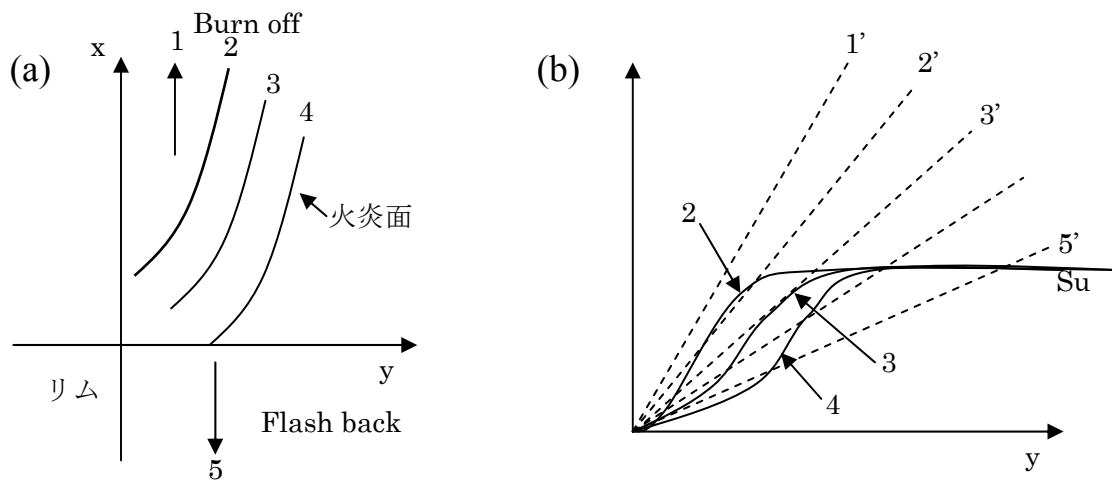 (a)
x
1
Burn off
2
3
4
火炎面
y
リム
Flash back
5
(b)
1’
2’
3’
5’
2
Su
3
4
y